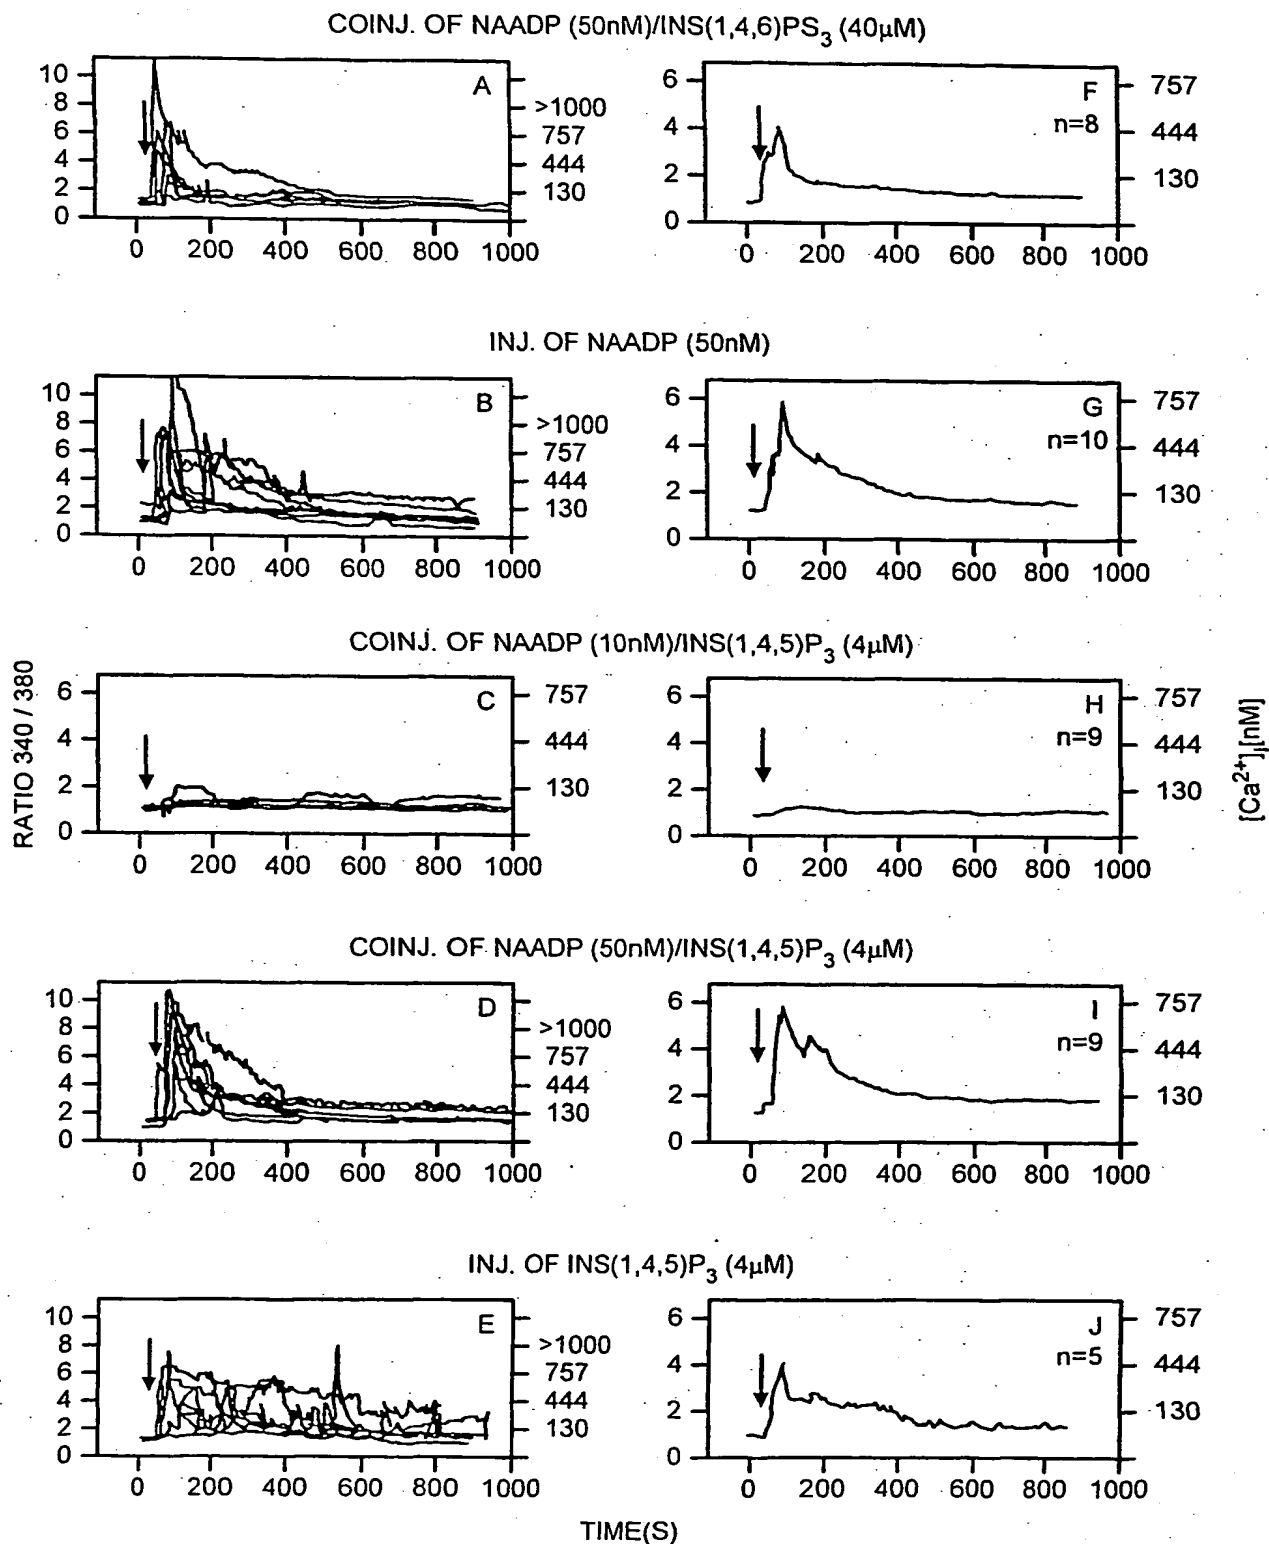 COINJ. OF NAADP (50nM)/INS(1,4,6)PS3 (40µM)
10 8 6 4 2 0
A
>1000 757 444 130
0 200 400 600 800 1000
6 4 2 0
F
n=8
757 444 130
0 200 400 600 800 1000
INJ. OF NAADP (50nM)
10 8 6 4 2 0
B
>1000 757 444 130
0 200 400 600 800 1000
6 4 2 0
G
n=10
757 444 130
0 200 400 600 800 1000
COINJ. OF NAADP (10nM)/INS(1,4,5)P3 (4µM)
RATIO 340 / 380
6 4 2 0
C
757 444 130
0 200 400 600 800 1000
6 4 2 0
H
n=9
757 444 130
0 200 400 600 800 1000
[Ca2+]i[nM]
COINJ. OF NAADP (50nM)/INS(1,4,5)P3 (4µM)
10 8 6 4 2 0
D
>1000 757 444 130
0 200 400 600 800 1000
6 4 2 0
I
n=9
757 444 130
0 200 400 600 800 1000
INJ. OF INS(1,4,5)P3 (4µM)
10 8 6 4 2 0
E
>1000 757 444 130
0 200 400 600 800 1000
6 4 2 0
J
n=5
757 444 130
0 200 400 600 800 1000
TIME(S)